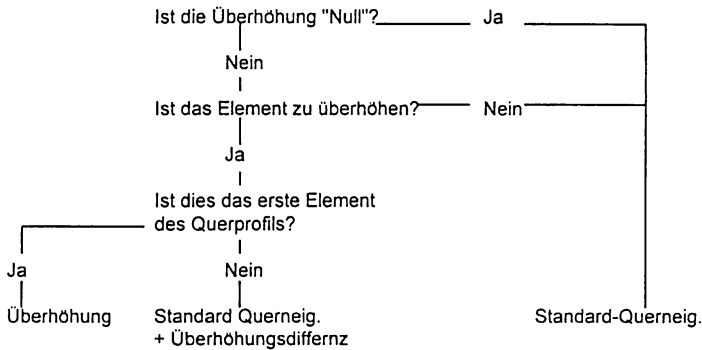 Ist die Überhöhung "Null"? Ja
Nein
Ist das Element zu überhöhen? Nein
Ja
Ist dies das erste Element
des Querprofils?
Ja Nein
Überhöhung Standard Querneig. Standard-Querneig.
+ Überhöhungsdiffernz